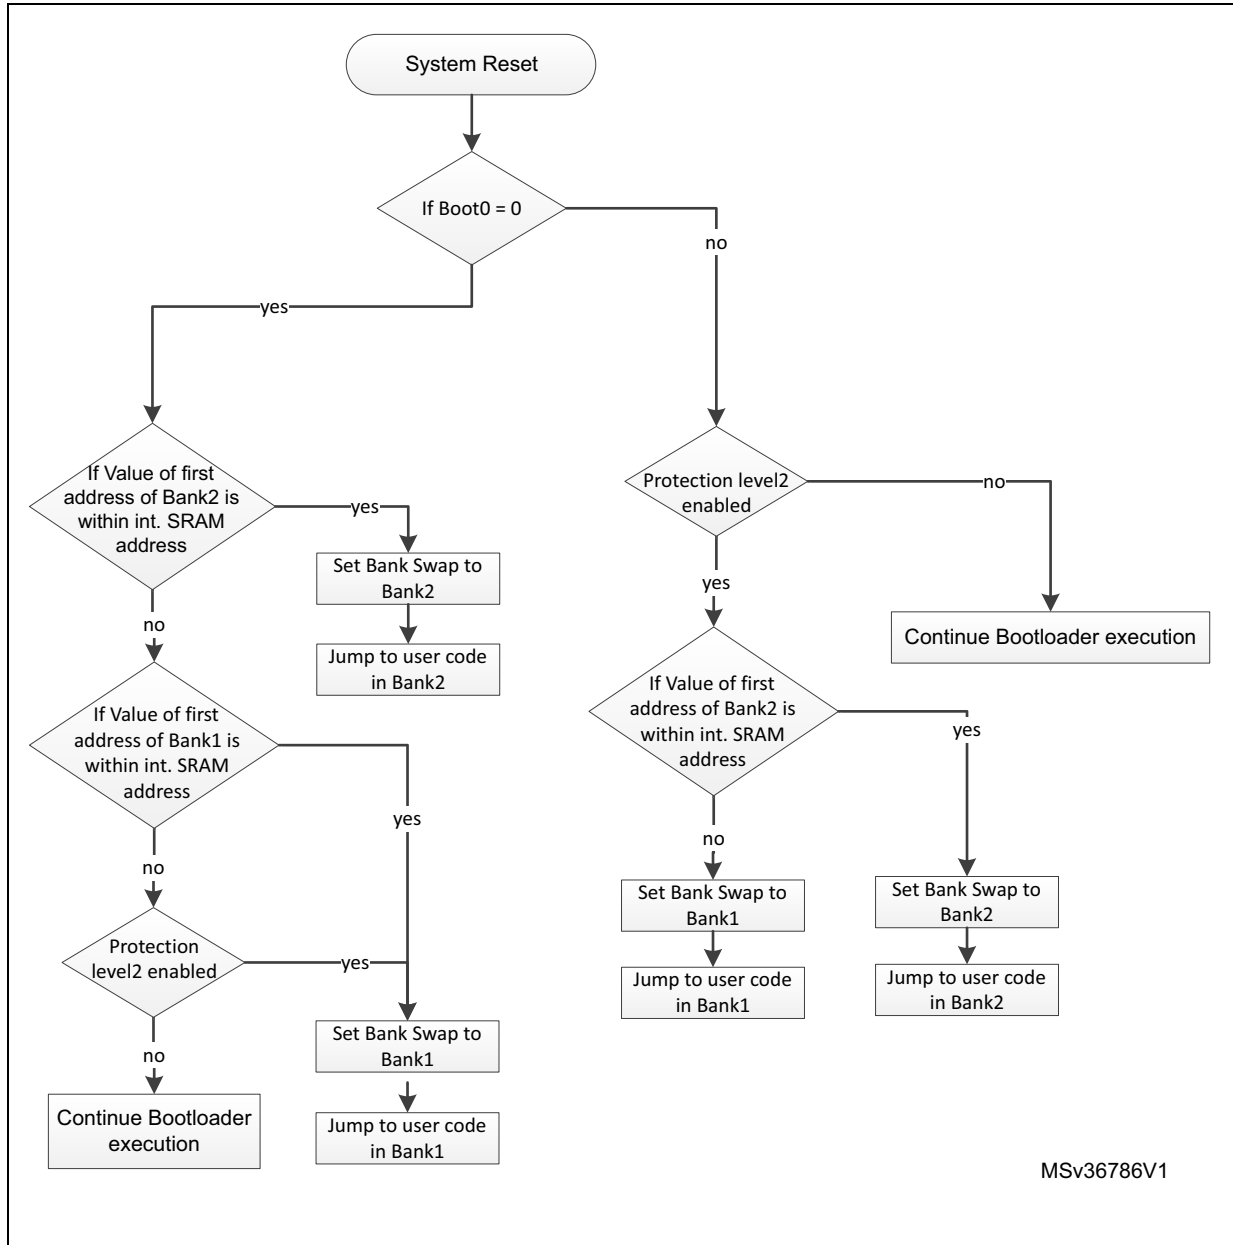 System Reset
If Boot0 = 0
no
yes
If Value of first
address of Bank2 is
within int. SRAM
address
yes
Set Bank Swap to
Bank2
Jump to user code
in Bank2
no
If Value of first
address of Bank1 is
within int. SRAM
address
yes
no
Protection
level2 enabled
yes
Set Bank Swap to
Bank1
Jump to user code
in Bank1
no
Continue Bootloader
execution
Protection level2
enabled
no
Continue Bootloader execution
yes
If Value of first
address of Bank2 is
within int. SRAM
address
yes
no
Set Bank Swap to
Bank1
Jump to user code
in Bank1
Set Bank Swap to
Bank2
Jump to user code
in Bank2
MSv36786V1